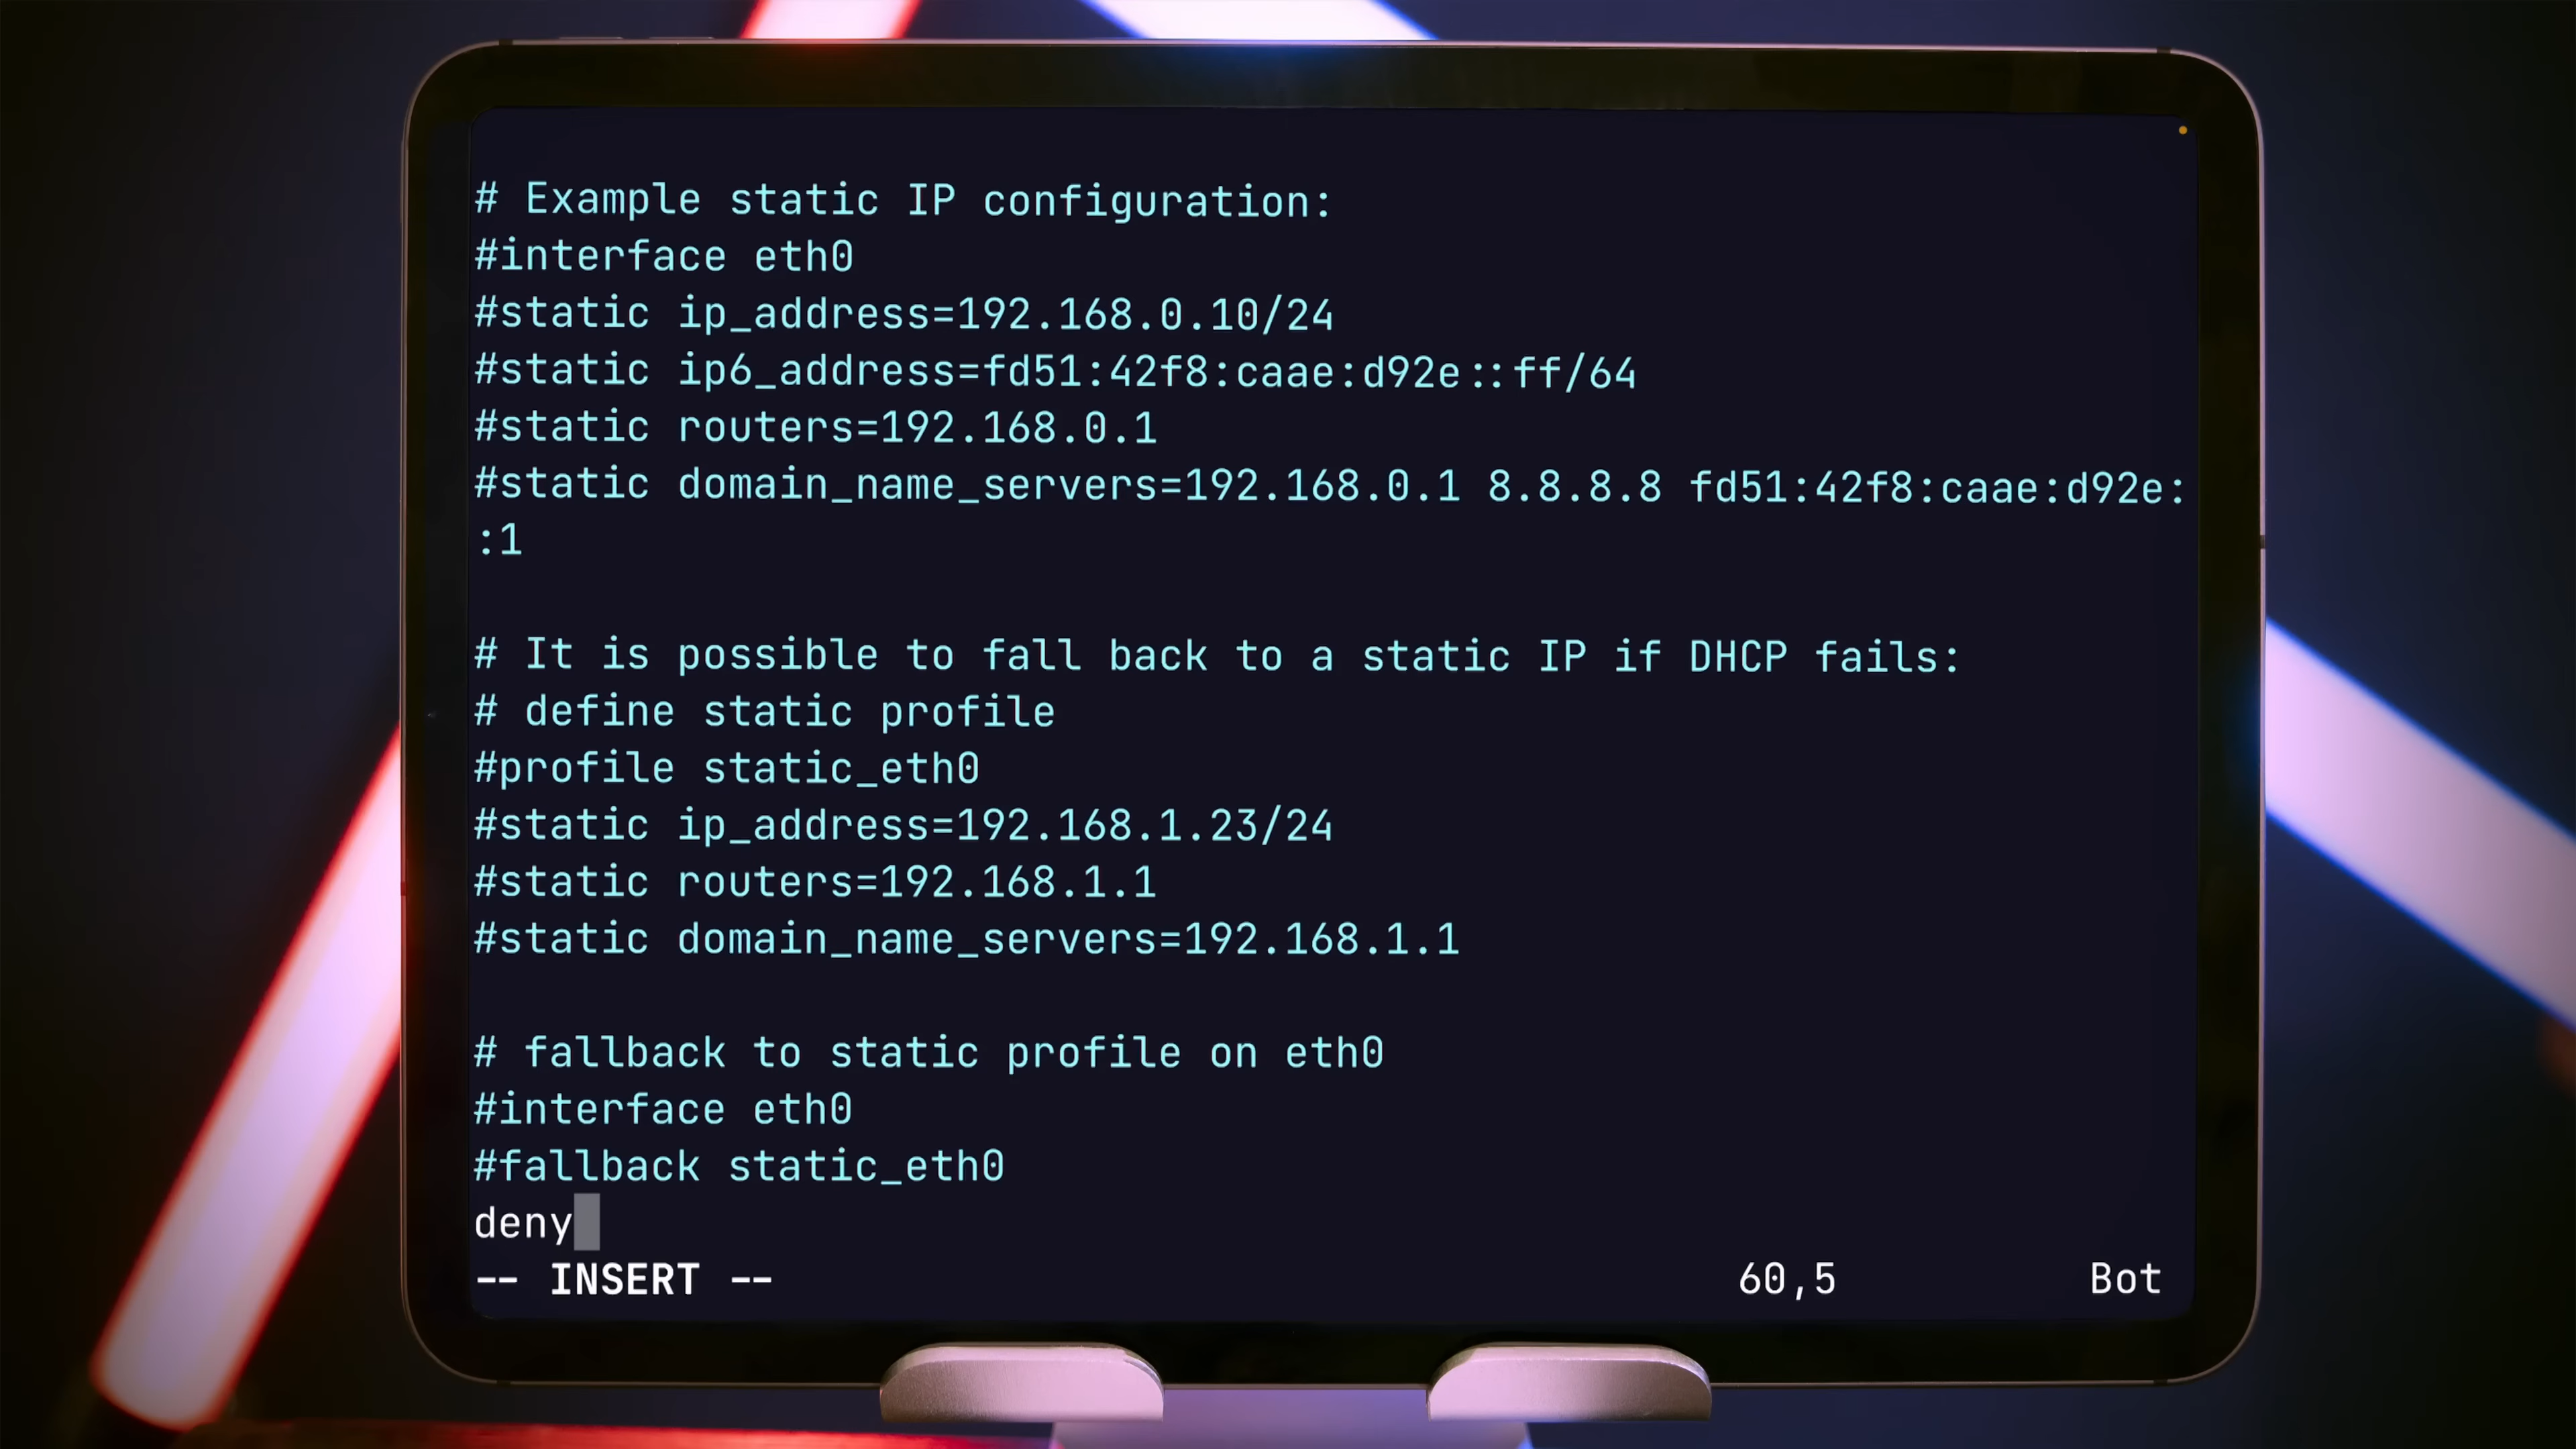 # Example static IP configuration:
#interface eth0
#static ip_address=192.168.0.10/24
#static ip6_address=fd51:42f8:caae:d92e::ff/64
#static routers=192.168.0.1
#static domain_name_servers=192.168.0.1 8.8.8.8 fd51:42f8:caae:d92e:
:1
# It is possible to fall back to a static IP if DHCP fails:
# define static profile
#profile static_eth0
#static ip_address=192.168.1.23/24
#static routers=192.168.1.1
#static domain_name_servers=192.168.1.1
# fallback to static profile on eth0
#interface eth0
#fallback static_eth0
deny
-- INSERT -- 60,5 Bot